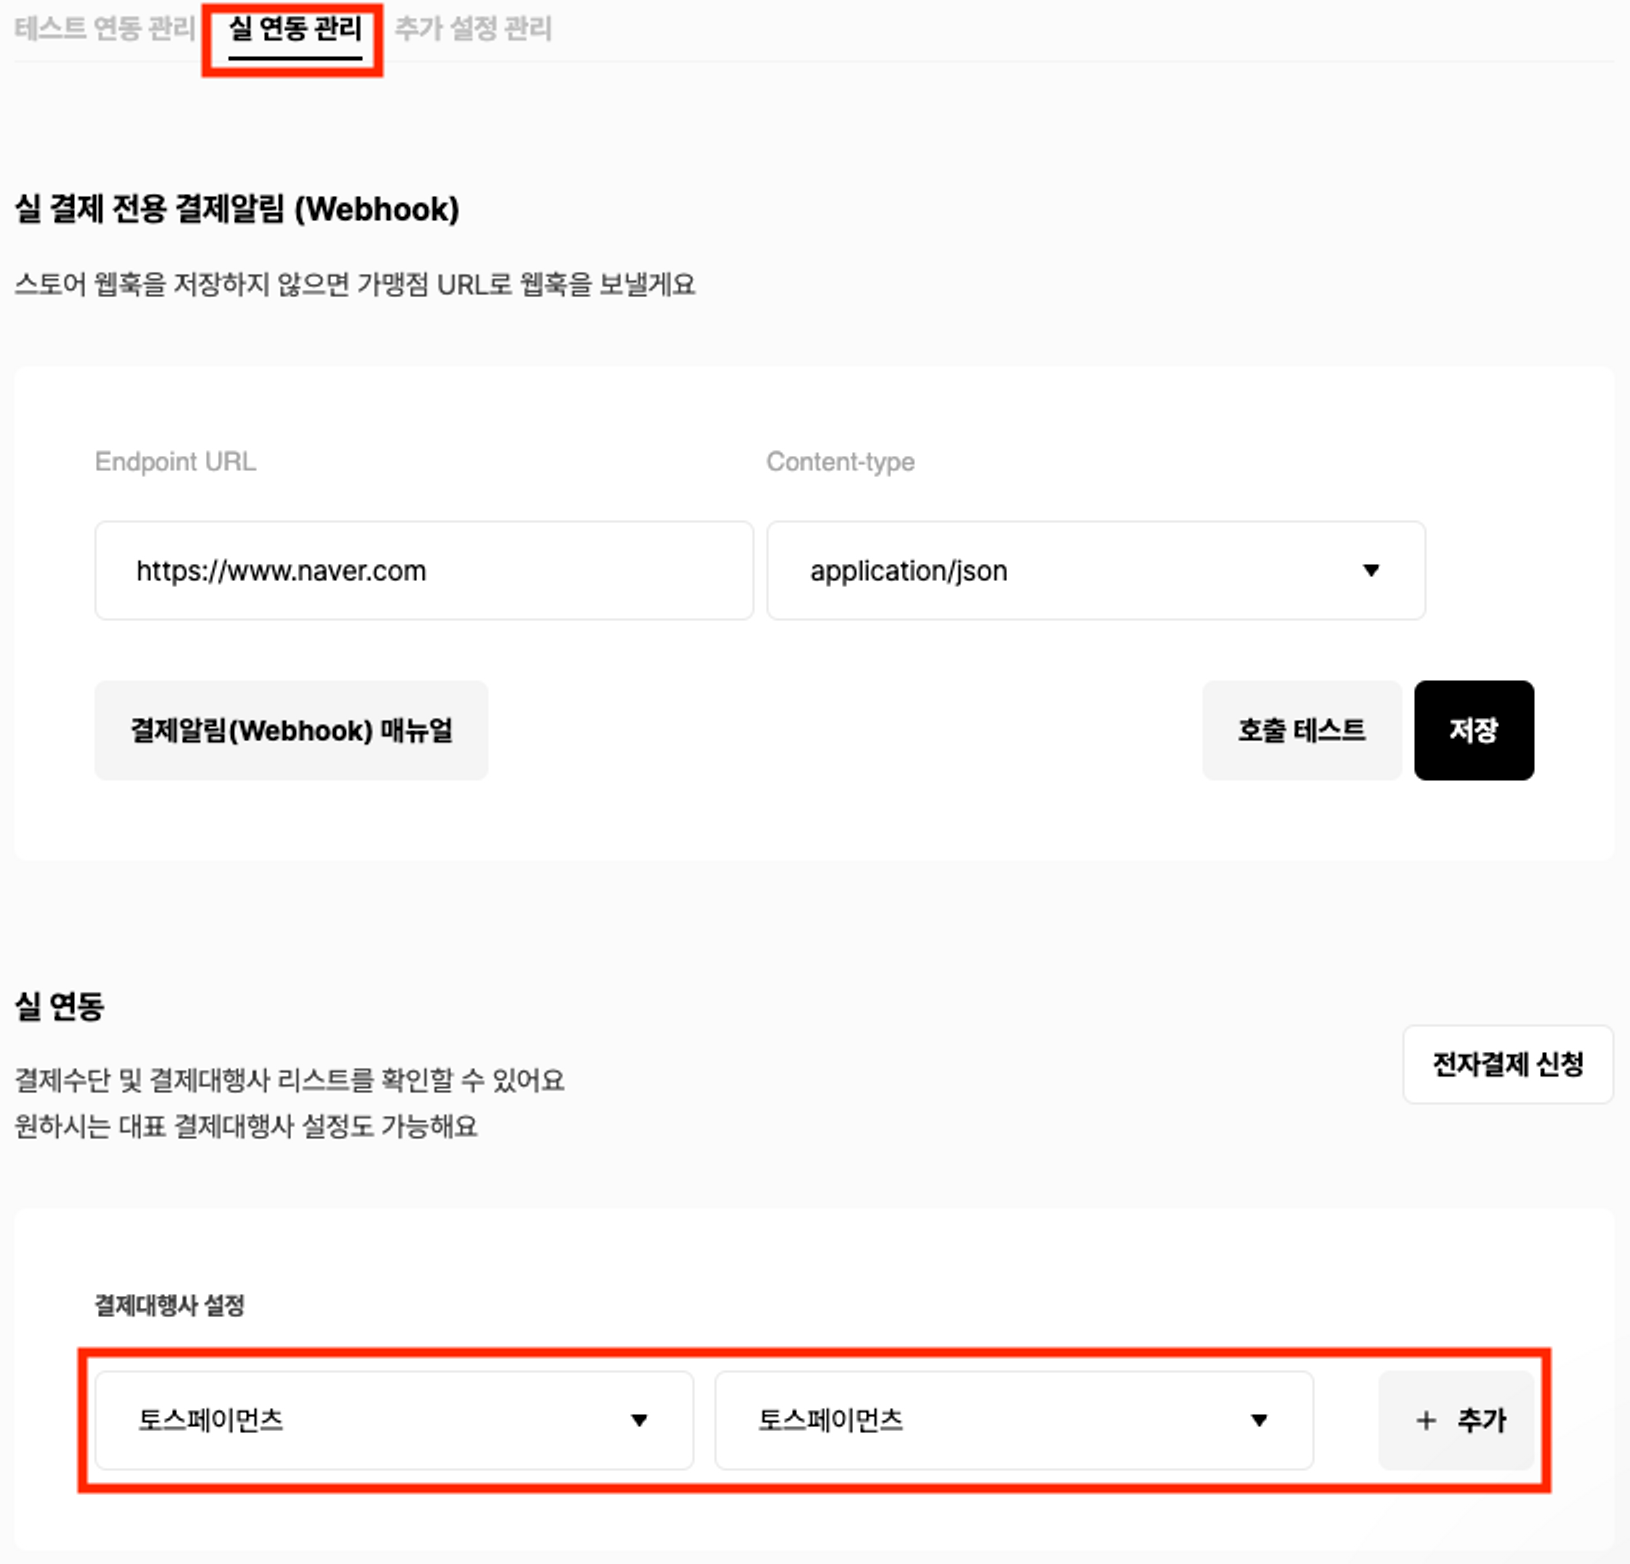 테스트 연동 관리 실 연동 관리 추가 설정 관리
실 결제 전용 결제알림 (Webhook)
스토어 웹훅을 저장하지 않으면 가맹점 URL로 웹훅을 보낼게요
Endpoint URL Content-type
https://www.naver.com application/json
결제알림(Webhook) 매뉴얼 호출 테스트 저장
실 연동
전자결제 신청
결제수단 및 결제대행사 리스트를 확인할 수 있어요
원하시는 대표 결제대행사 설정도 가능해요
결제대행사 설정
토스페이먼츠 토스페이먼츠 + 추가